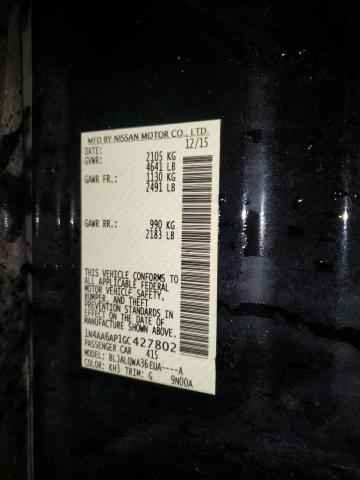 MFD BY NISSAN MOTOR CO., LTD.
DATE: 12/15
GVWR: 2105 KG
4641 LB
GAWR FR.: 1130 KG
2491 LB
GAWR RR.: 990 KG
2183 LB
THIS VEHICLE CONFORMS TO
ALL APPLICABLE FEDERAL
MOTOR VEHICLE SAFETY,
BUMPER, AND THEFT
PREVENTION STANDARDS IN
EFFECT ON THE DATE OF
MANUFACTURE SHOWN ABOVE.
1N4AA6AP1GC427802
PASSENGER CAR 415
MODEL: BLJALQWA36EUA----A
COLOR: KH3 TRIM: G 9N00A